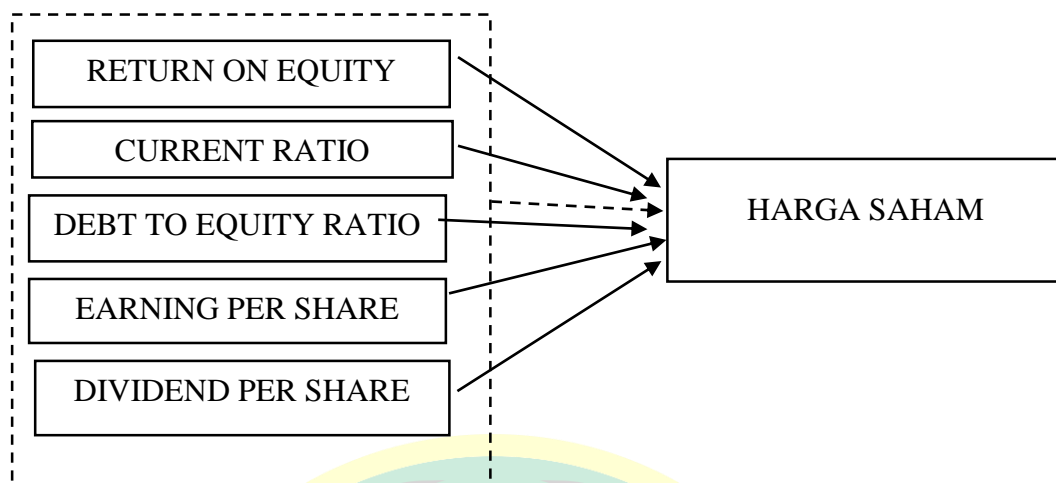 RETURN ON EQUITY
CURRENT RATIO
DEBT TO EQUITY RATIO
EARNING PER SHARE
DIVIDEND PER SHARE
HARGA SAHAM